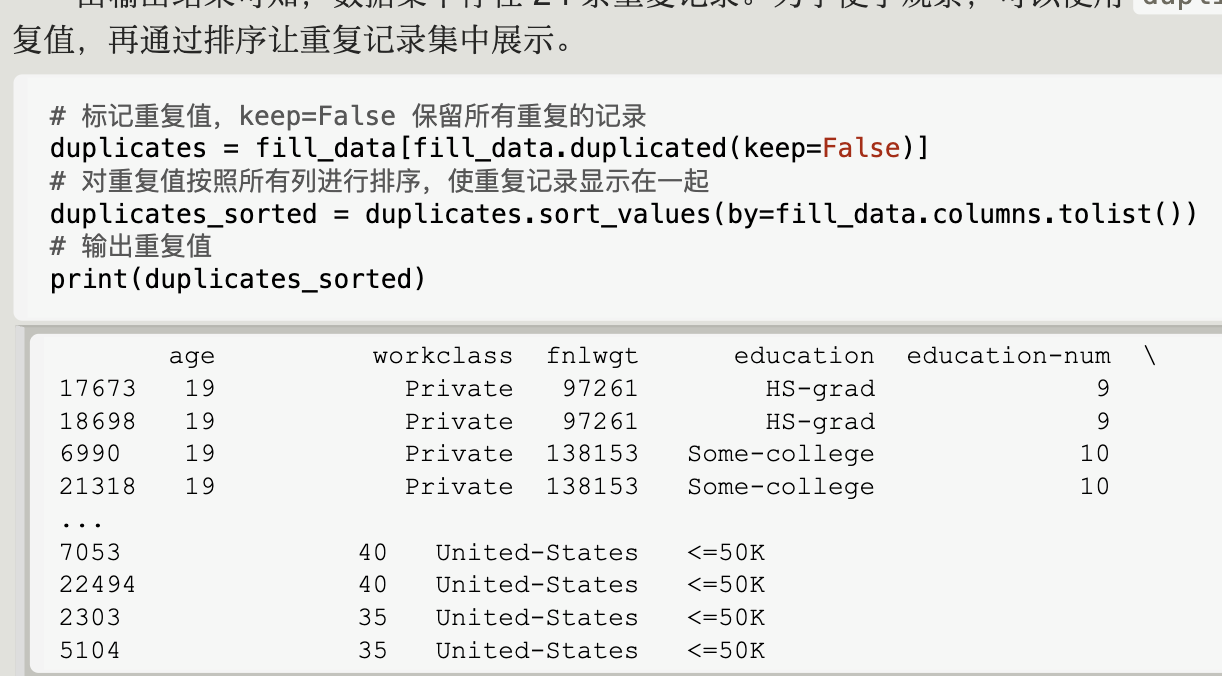 复值，再通过排序让重复记录集中展示。
# 标记重复值，keep=False 保留所有重复的记录
duplicates = fill_data[fill_data.duplicated(keep=False)]
# 对重复值按照所有列进行排序，使重复记录显示在一起
duplicates_sorted = duplicates.sort_values(by=fill_data.columns.tolist())
# 输出重复值
print(duplicates_sorted)
age workclass fnlwgt education education-num \
17673 19 Private 97261 HS-grad 9
18698 19 Private 97261 HS-grad 9
6990 19 Private 138153 Some-college 10
21318 19 Private 138153 Some-college 10
...
7053 40 United-States <=50K
22494 40 United-States <=50K
2303 35 United-States <=50K
5104 35 United-States <=50K